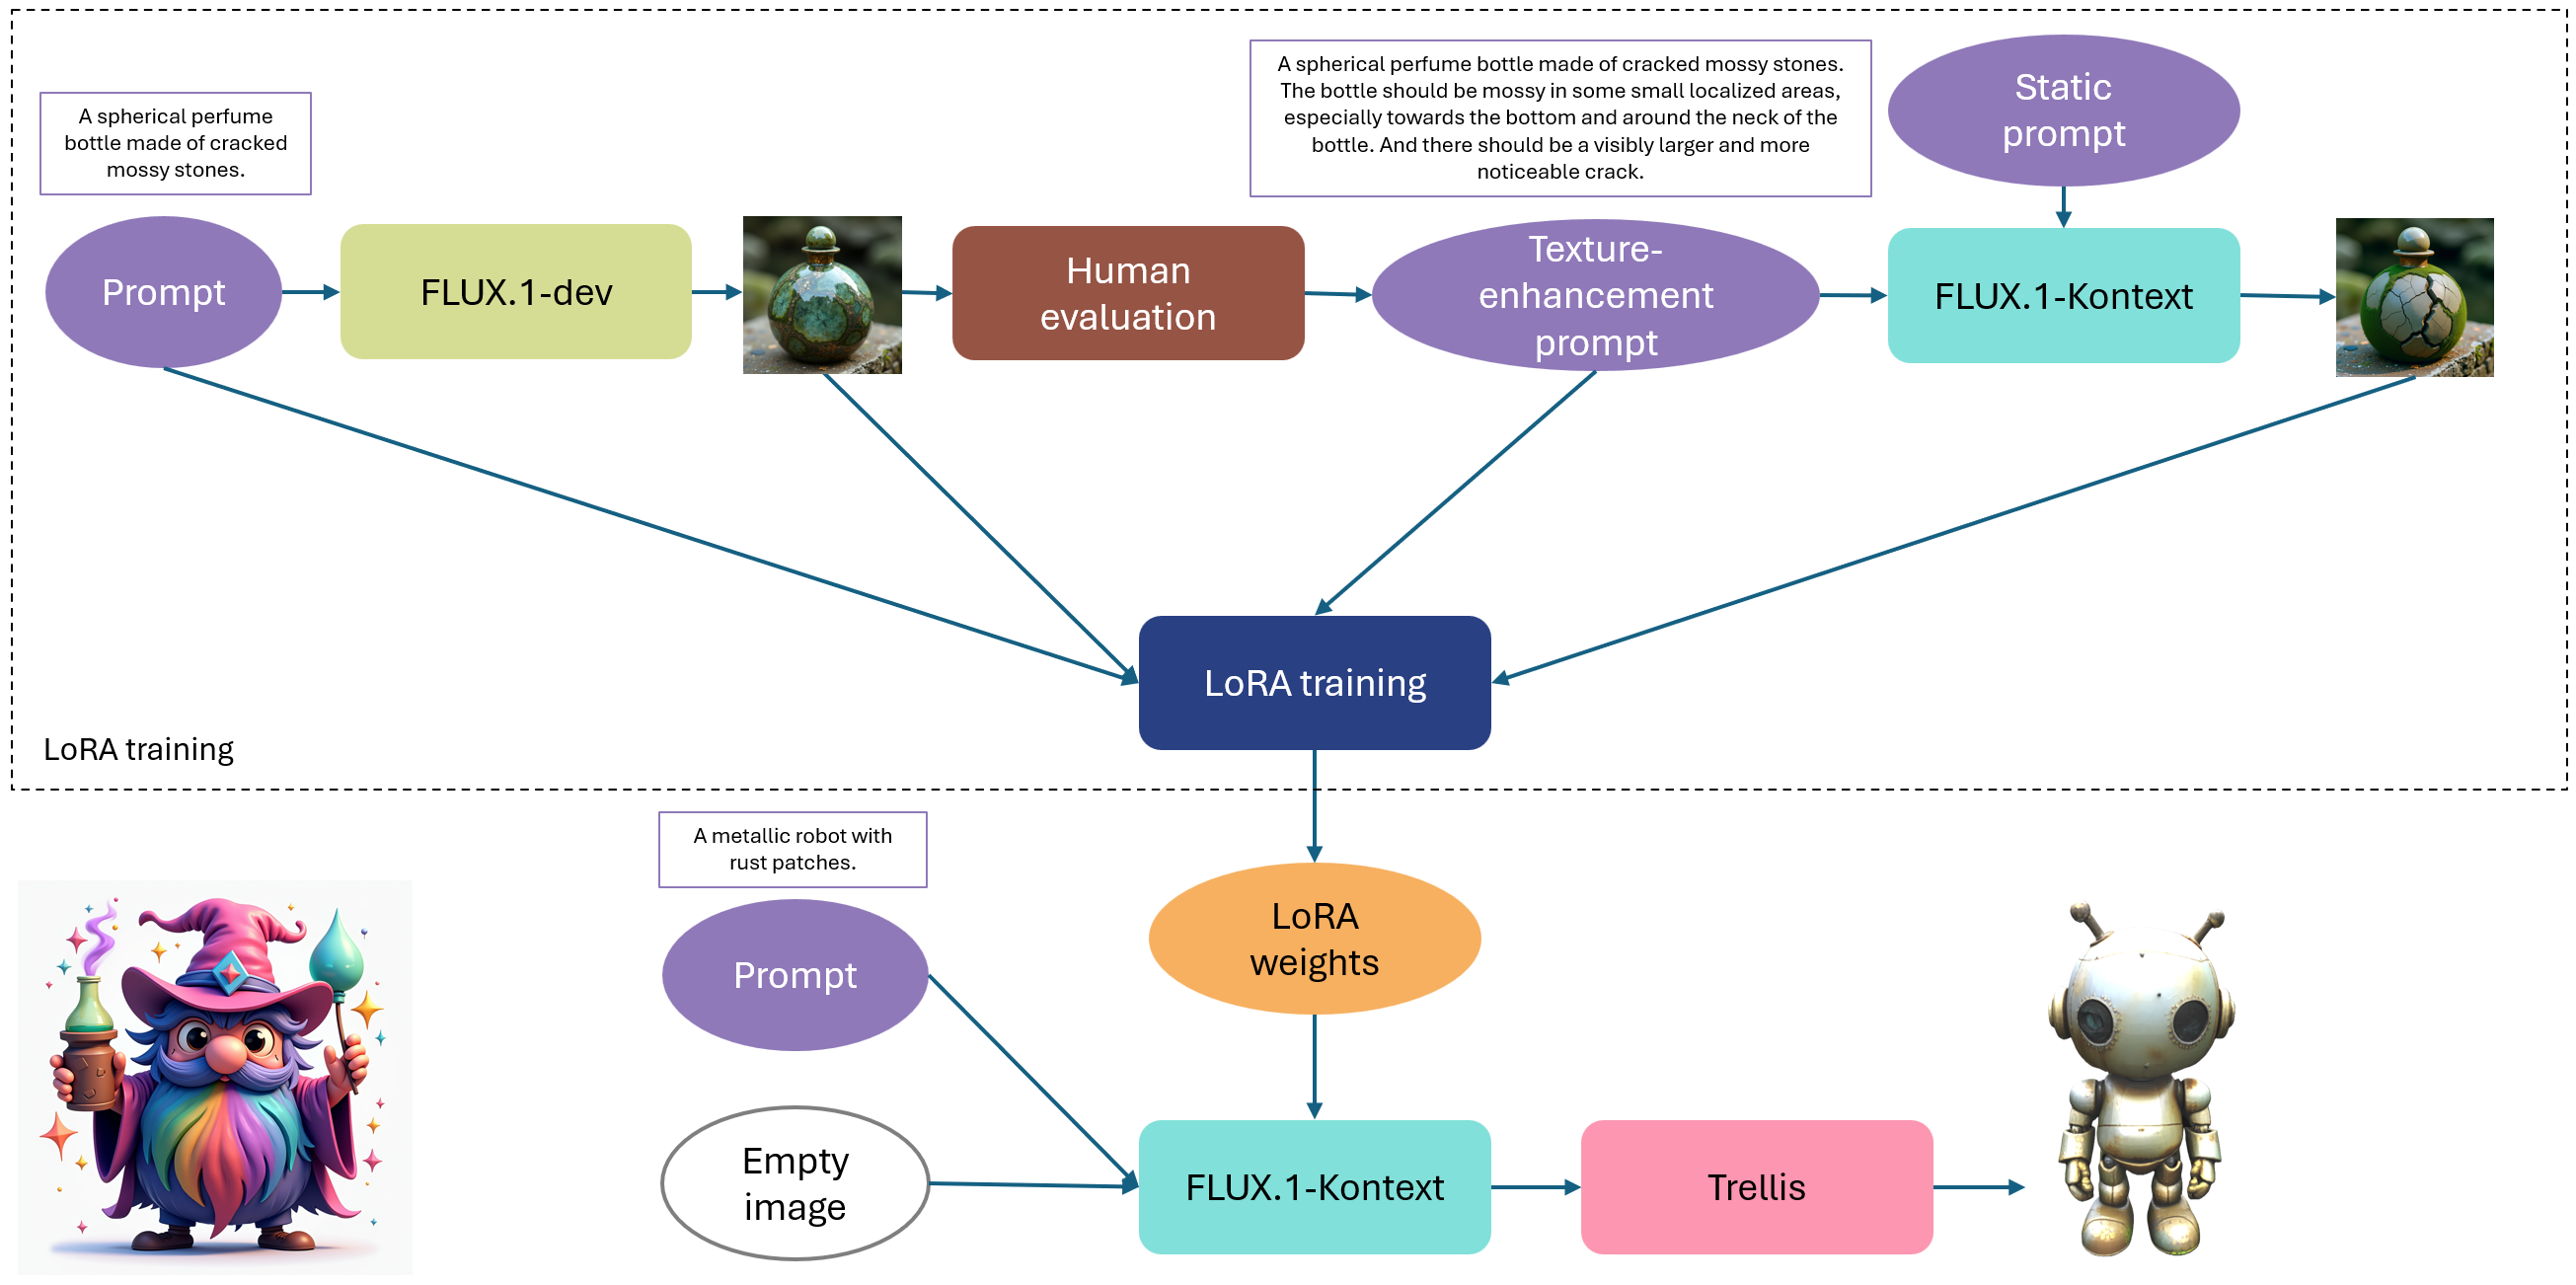 A spherical perfume
bottle made of cracked
mossy stones.
A spherical perfume bottle made of cracked mossy stones.
The bottle should be mossy in some small localized areas,
especially towards the bottom and around the neck of the
bottle. And there should be a visibly larger and more
noticeable crack.
Static
prompt
Prompt
FLUX.1-dev
Human
evaluation
Texture-
enhancement
prompt
FLUX.1-Kontext
LoRA training
LoRA training
A metallic robot with
rust patches.
Prompt
LoRA
weights
Empty
image
FLUX.1-Kontext
Trellis